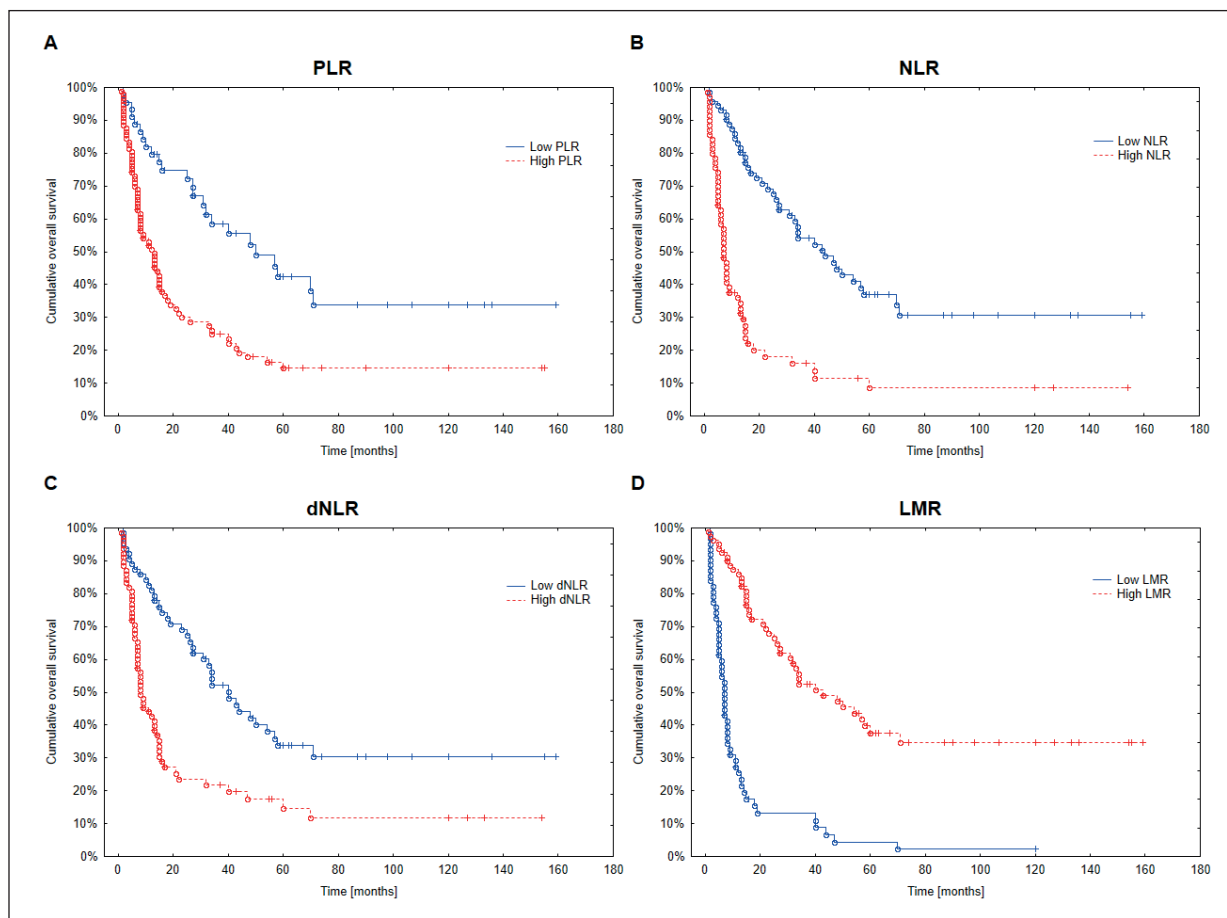 A
PLR
100%
90%
80%
70%
60%
50%
40%
30%
20%
10%
0%
Cumulative overall survival
Low PLR
High PLR
0 20 40 60 80 100 120 140 160 180
Time [months]
B
NLR
100%
90%
80%
70%
60%
50%
40%
30%
20%
10%
0%
Cumulative overall survival
Low NLR
High NLR
0 20 40 60 80 100 120 140 160 180
Time [months]
C
dNLR
100%
90%
80%
70%
60%
50%
40%
30%
20%
10%
0%
Cumulative overall survival
Low dNLR
High dNLR
0 20 40 60 80 100 120 140 160 180
Time [months]
D
LMR
100%
90%
80%
70%
60%
50%
40%
30%
20%
10%
0%
Cumulative overall survival
Low LMR
High LMR
0 20 40 60 80 100 120 140 160 180
Time [months]